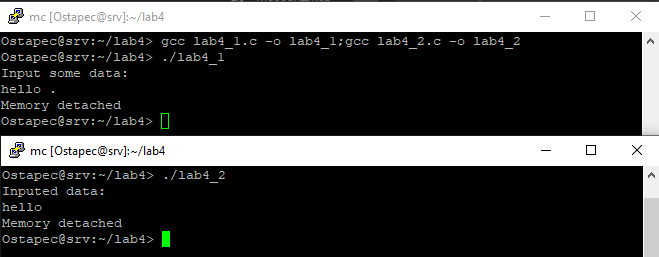 mc [Ostapec@srv:~/lab4
Ostapec@srv:~/lab4> gcc lab4_1.c -o lab4_1;gcc lab4_2.c -o lab4_2
Ostapec@srv:~/lab4> ./lab4_1
Input some data:
hello .
Memory detached
Ostapec@srv:~/lab4>
mc [Ostapec@srv:~/lab4
Ostapec@srv:~/lab4> ./lab4_2
Inputed data:
hello
Memory detached
Ostapec@srv:~/lab4>